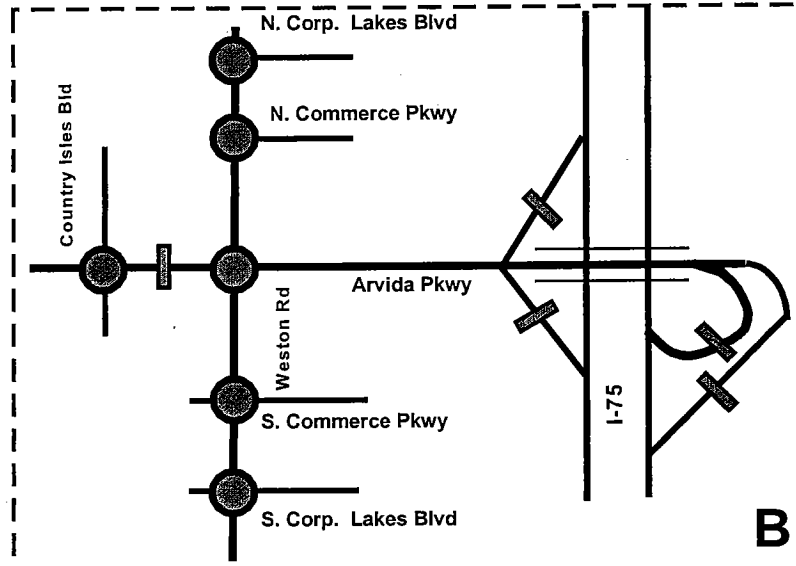 N. Corp. Lakes Blvd
N. Commerce Pkwy
Country Isles Bld
Arvida Pkwy
Weston Rd
S. Commerce Pkwy
I-75
S. Corp. Lakes Blvd
B